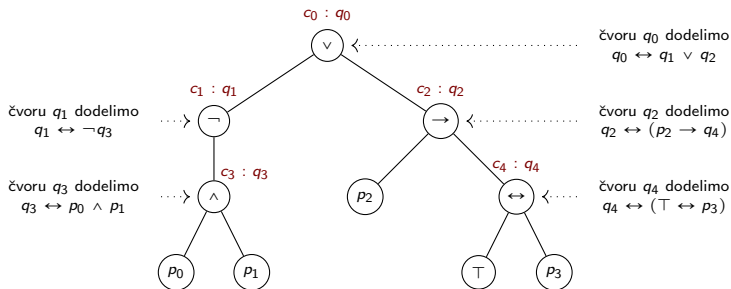 c0 : q0
∨
čvoru q0 dodelimo
q0 ↔ q1 ∨ q2
c1 : q1
c2 : q2
čvoru q1 dodelimo
q1 ↔ ¬q3
¬
→
čvoru q2 dodelimo
q2 ↔ (p2 → q4)
c3 : q3
c4 : q4
čvoru q3 dodelimo
q3 ↔ p0 ∧ p1
∧
p2
↔
čvoru q4 dodelimo
q4 ↔ (⊤ ↔ p3)
p0
p1
⊤
p3